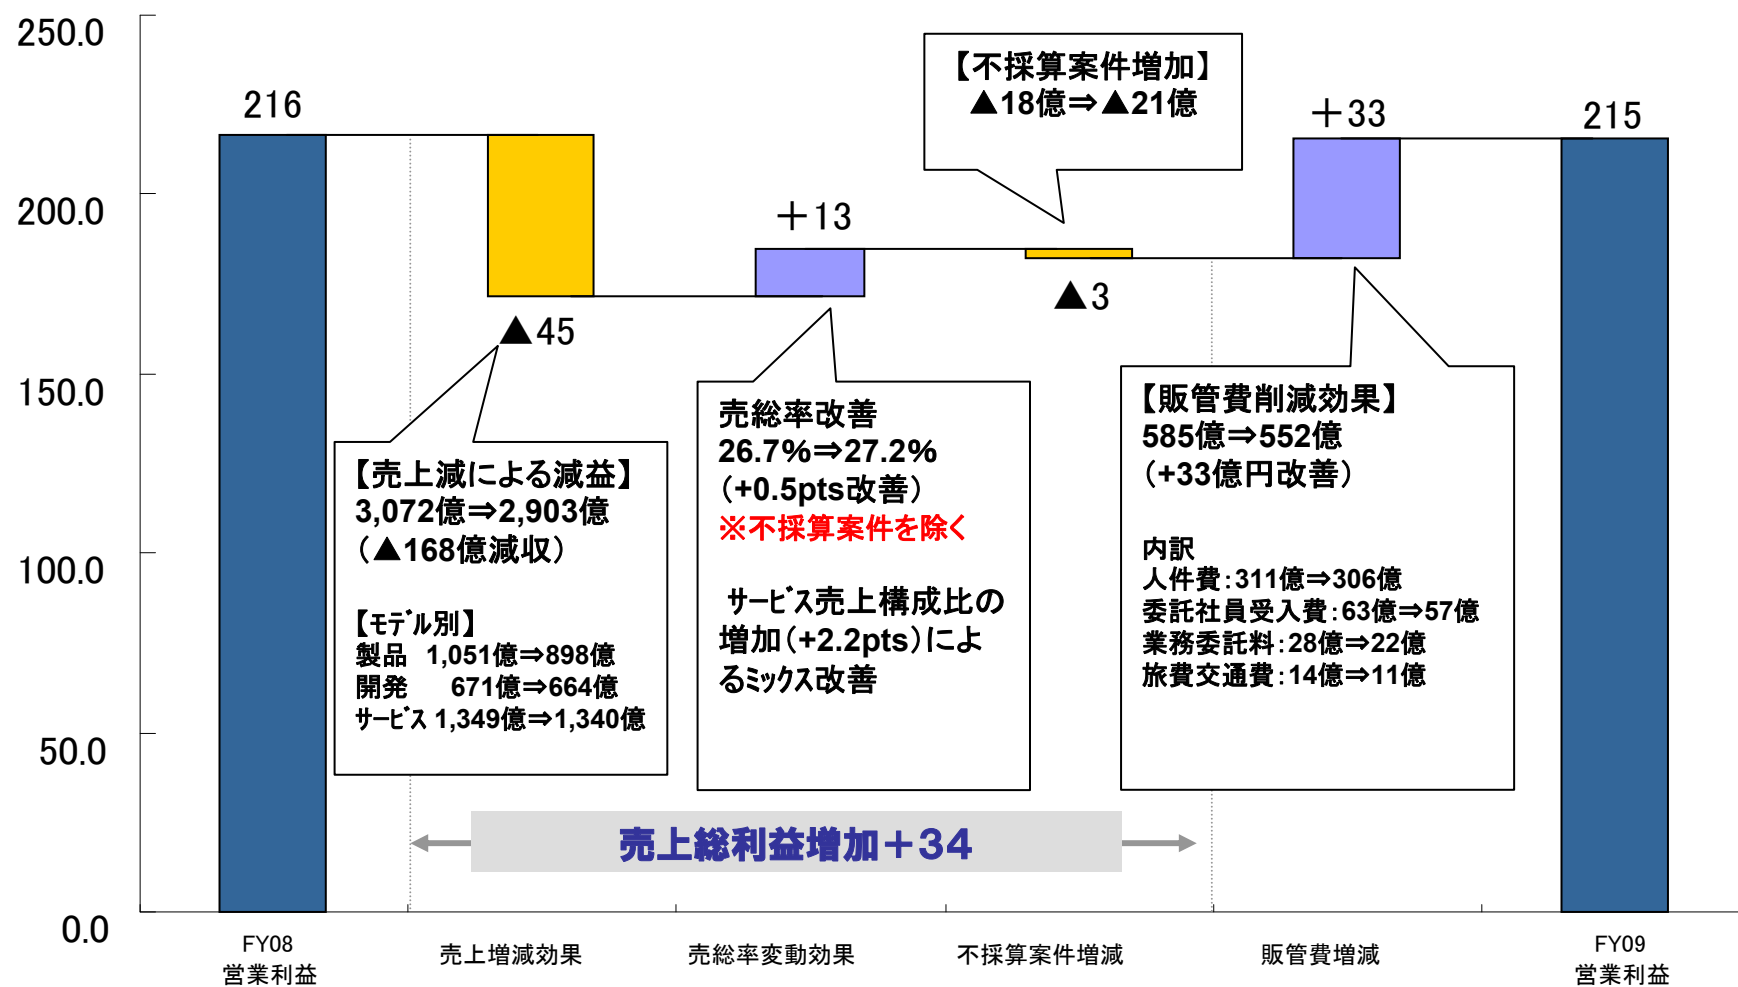 250.0
200.0
150.0
100.0
50.0
0.0
216
▲45
＋13
▲3
＋33
215
【不採算案件増加】
▲18億⇒▲21億
【売上減による減益】
3,072億⇒2,903億
（▲168億減収）
【ﾓﾃﾞﾙ別】
製品 1,051億⇒898億
開発 671億⇒664億
ｻｰﾋﾞｽ 1,349億⇒1,340億
売総率改善
26.7%⇒27.2%
（+0.5pts改善）
※不採算案件を除く
ｻｰﾋﾞｽ売上構成比の
増加（+2.2pts）によ
るﾐｯｸｽ改善
【販管費削減効果】
585億⇒552億
（+33億円改善）
内訳
人件費：311億⇒306億
委託社員受入費：63億⇒57億
業務委託料：28億⇒22億
旅費交通費：14億⇒11億
売上総利益増加＋34
FY08
営業利益
売上増減効果
売総率変動効果
不採算案件増減
販管費増減
FY09
営業利益